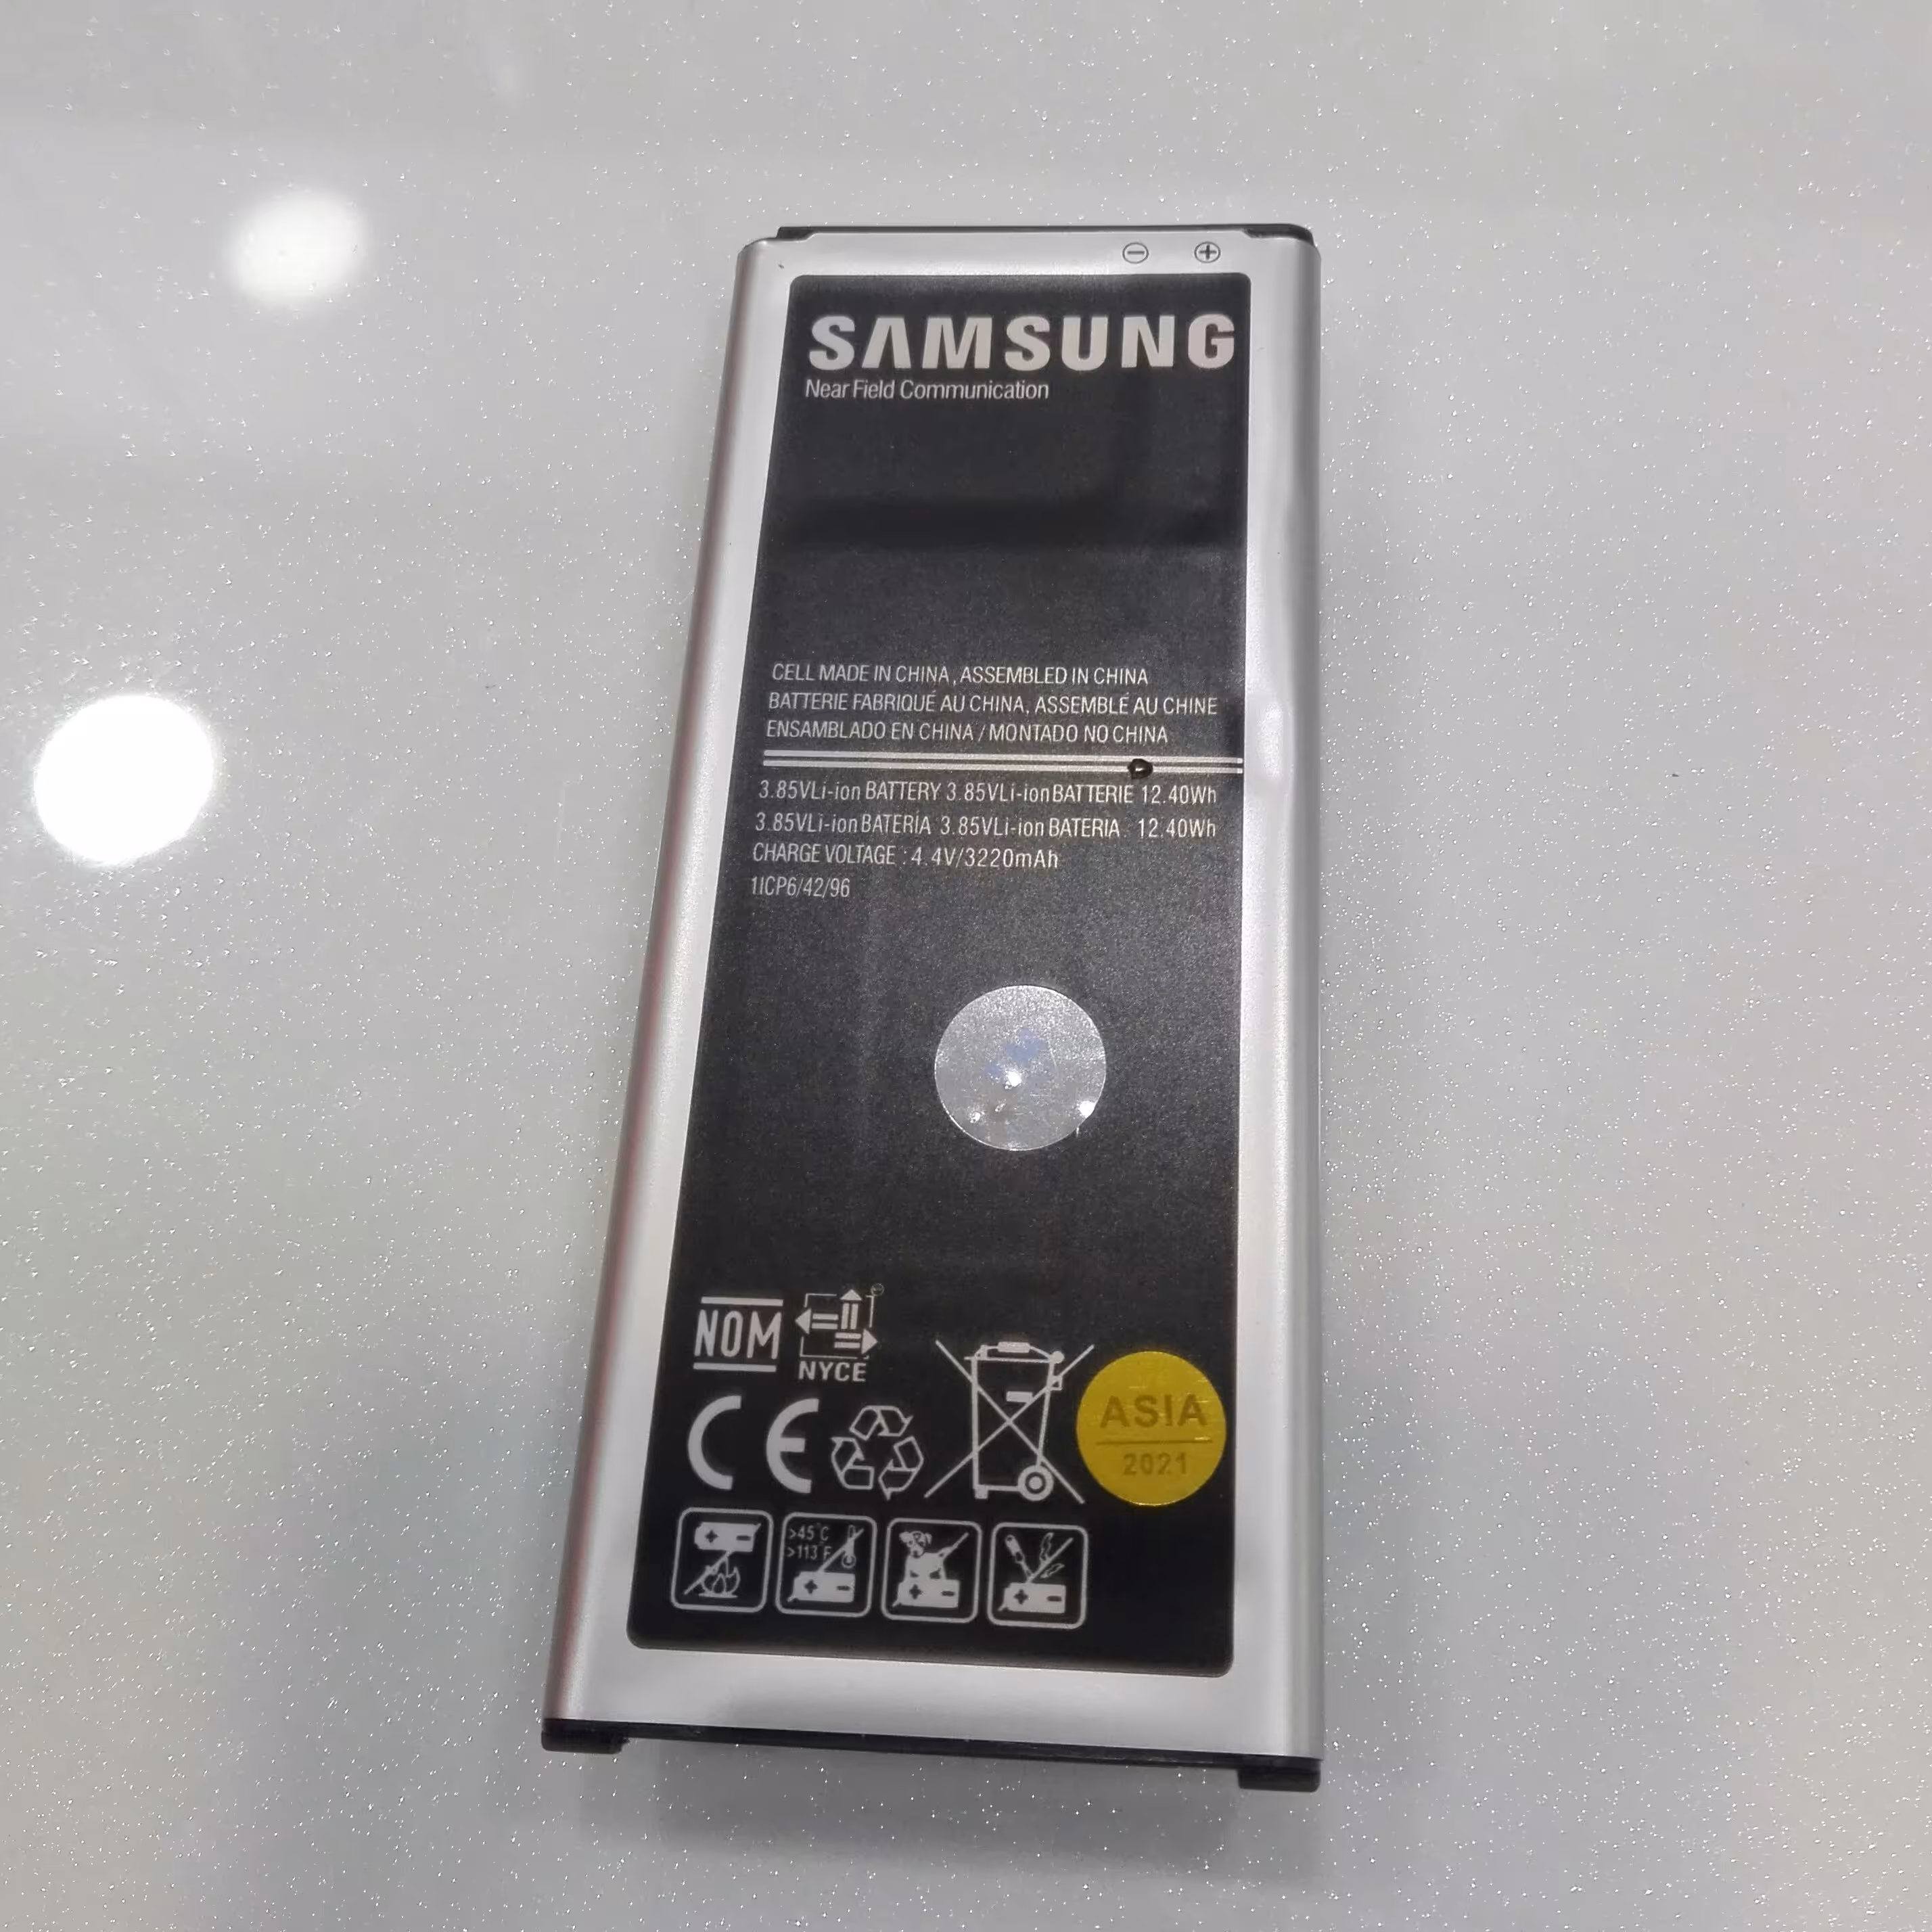 SAMSUNG
Near Field Communication
CELL MADE IN CHINA, ASSEMBLED IN CHINA
BATTERIE FABRIQUÉ AU CHINA, ASSEMBLÉ AU CHINE
ENSAMBLADO EN CHINA / MONTADO NO CHINA
3.85VLi-ion BATTERY 3.85VLi-ion BATTERIE 12.40Wh
3.85VLi-ion BATERÍA 3.85VLi-ion BATERIA 12.40Wh
CHARGE VOLTAGE : 4.4V/3220mAh
1ICP6/42/96
NOM
NYCE
CE
ASIA
2021
>45°C
>113°F